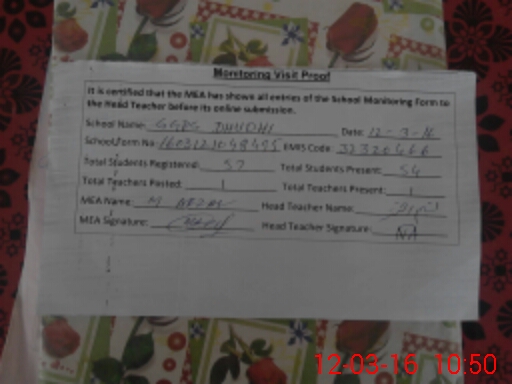 Monitoring Visit Proof
It is certified that the MEA has shown all entries of the School Monitoring Form to
the Head Teacher before its online submission.
School Name: GGPS Date: 12-3-16
School/Form No: EMIS Code: 32320466
Total Students Registered: 57 Total Students Present: 54
Total Teachers Posted: 1 Total Teachers Present: 1
MEA Name: M Head Teacher Name:
MEA Signature: Head Teacher Signature:
12-03-16 10:50